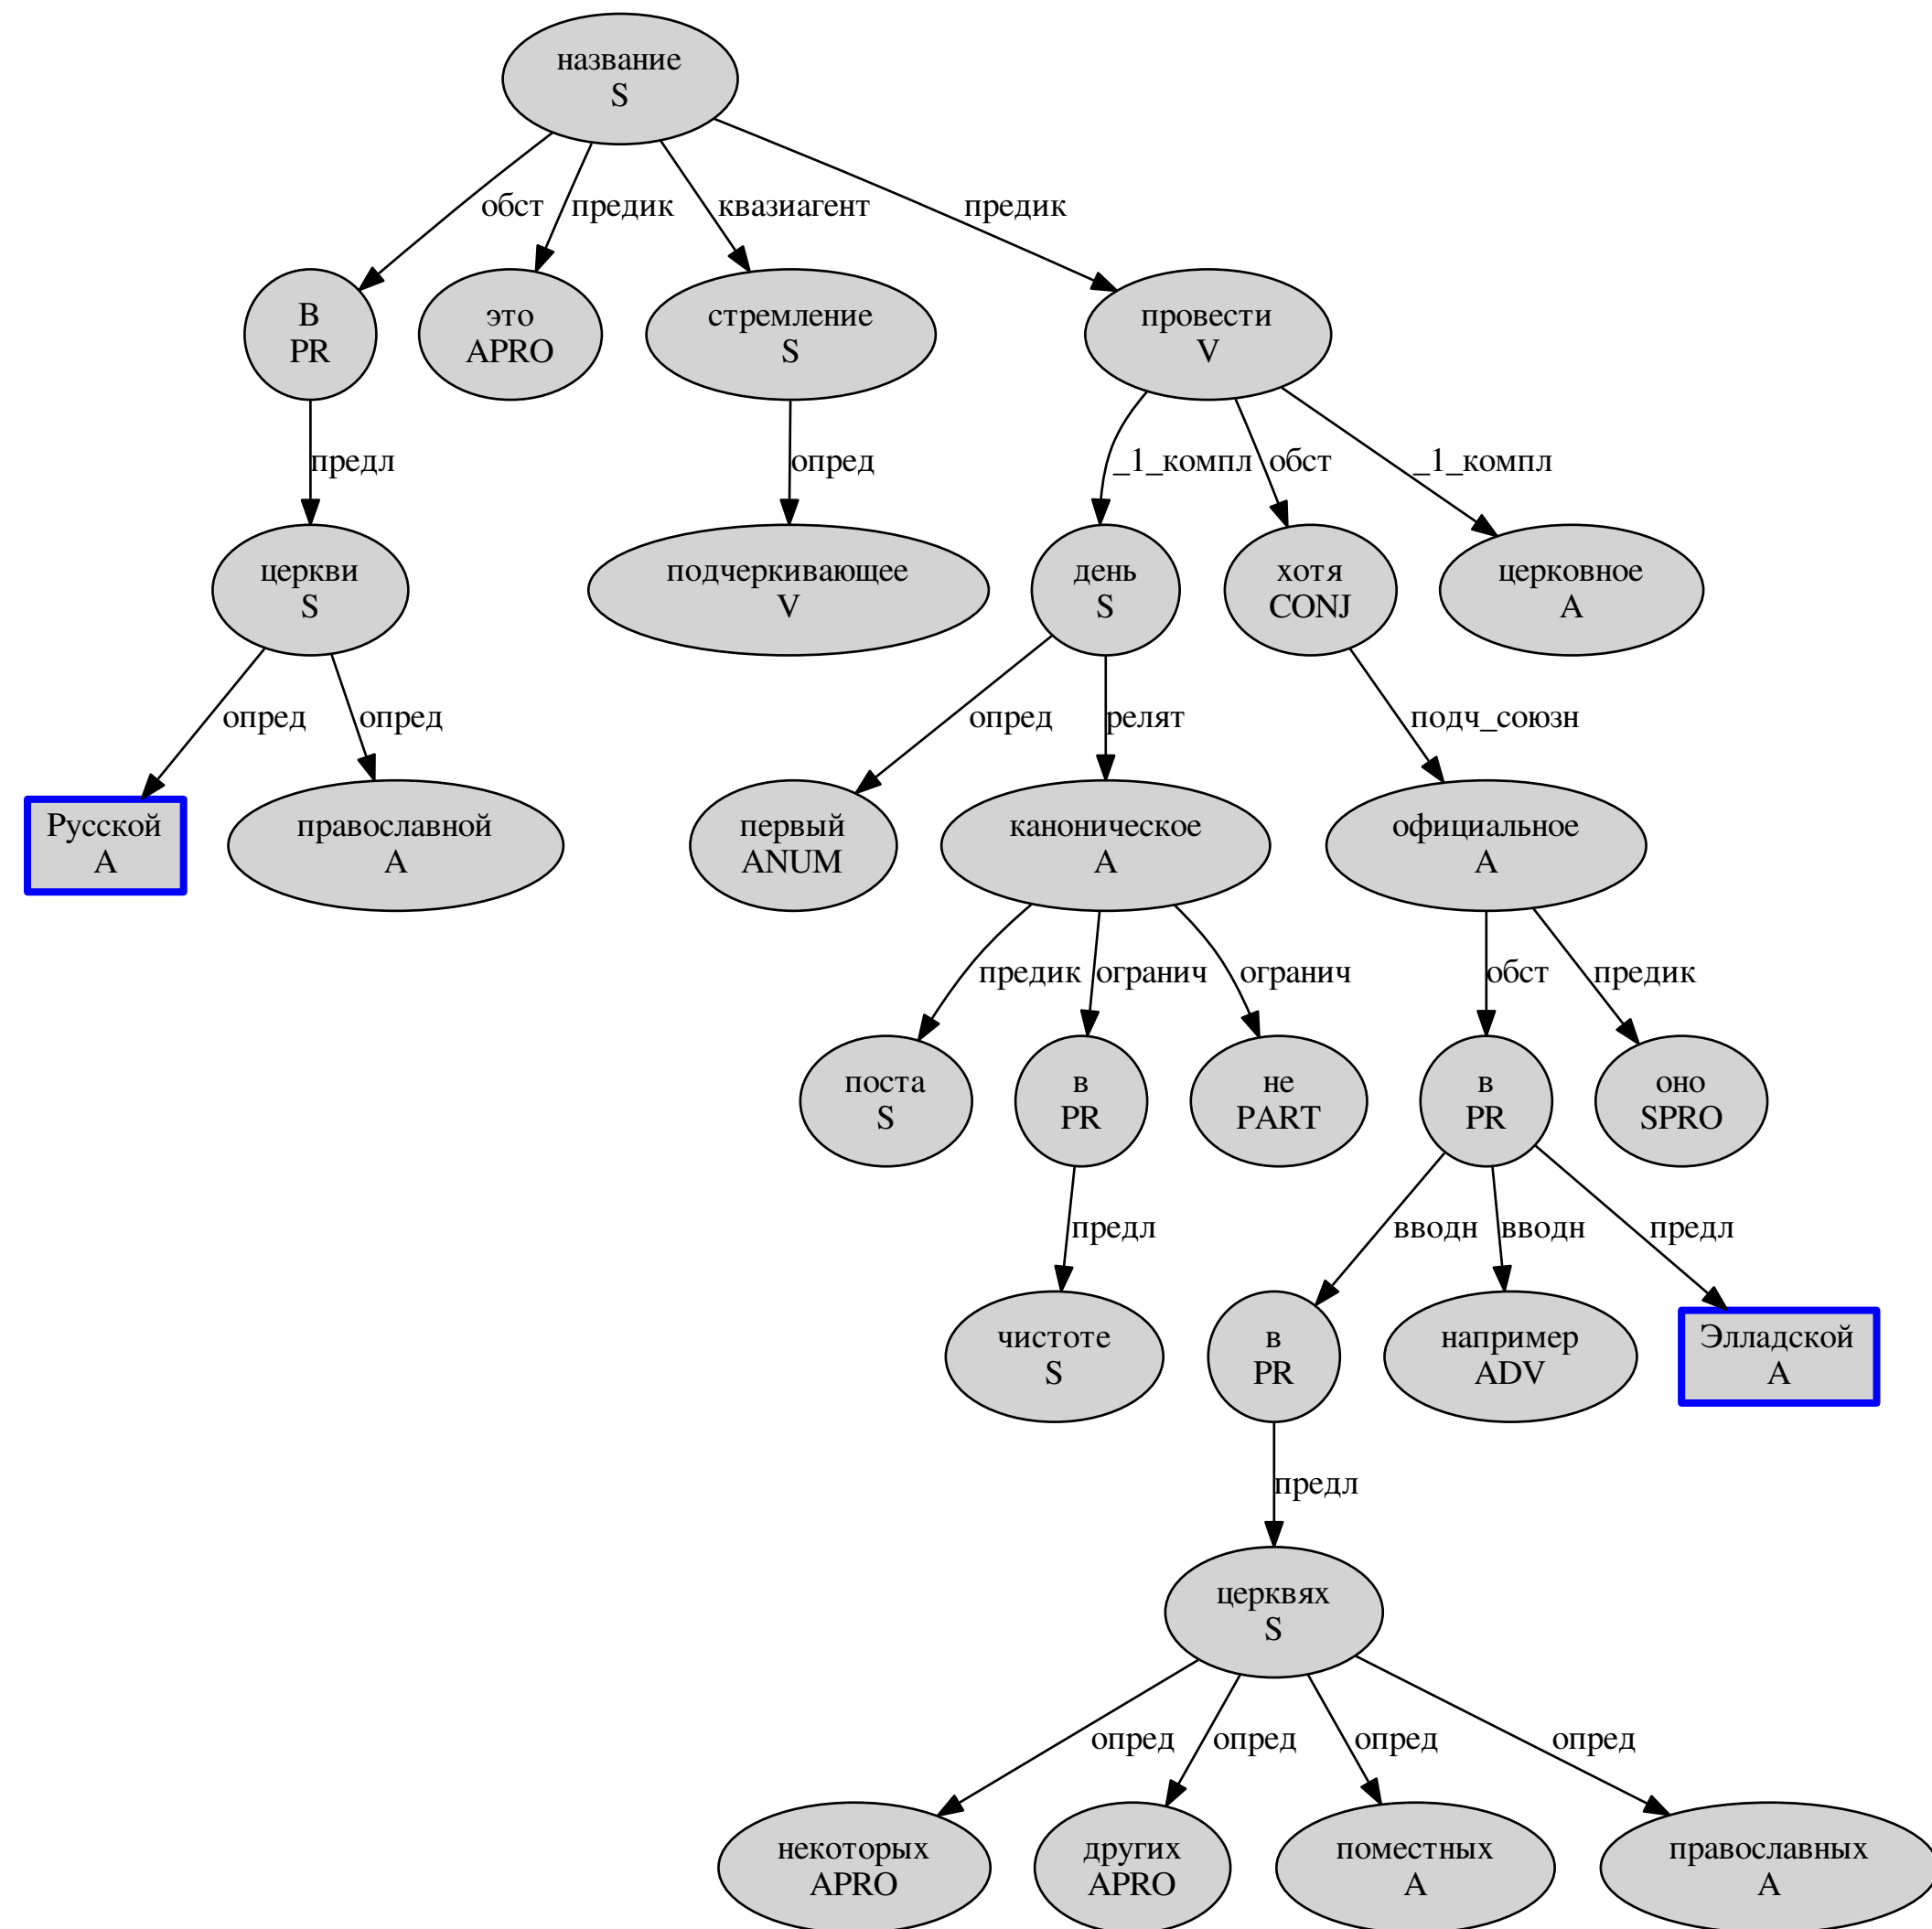 название
S
обст
предик
квазиагент
предик
В
PR
это
APRO
стремление
S
провести
V
предл
опред
_1_компл
обст
_1_компл
церкви
S
подчеркивающее
V
день
S
хотя
CONJ
церковное
A
опред
опред
опред
релят
подч_союзн
Русской
A
православной
A
первый
ANUM
каноническое
A
официальное
A
предик
огранич
огранич
обст
предик
поста
S
в
PR
не
PART
в
PR
оно
SPRO
предл
вводн
вводн
предл
чистоте
S
в
PR
например
ADV
Элладской
A
предл
церквях
S
опред
опред
опред
опред
некоторых
APRO
других
APRO
поместных
A
православных
A